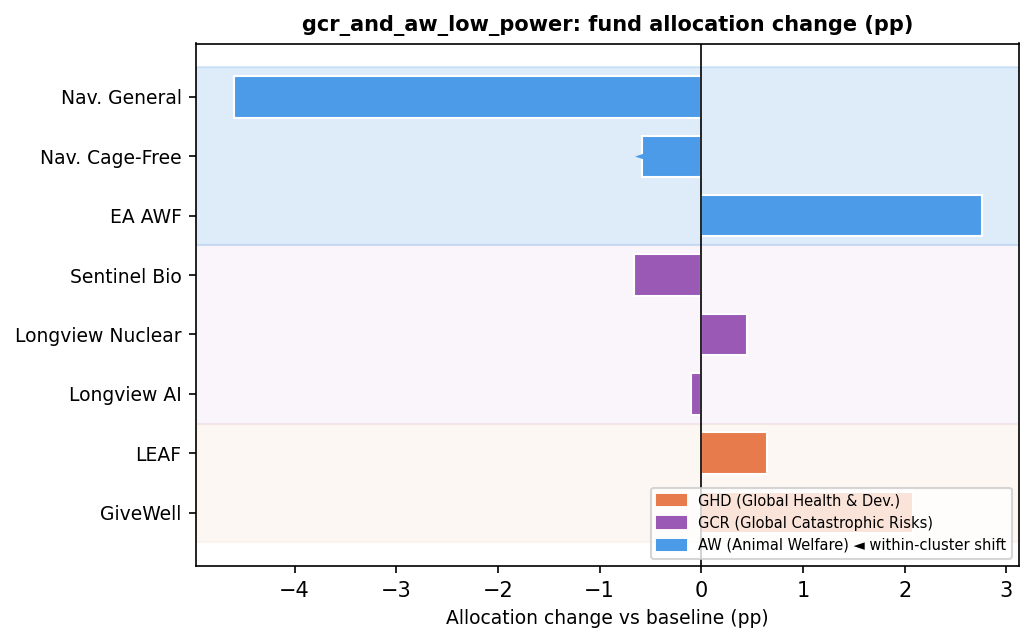 gcr_and_aw_low_power: fund allocation change (pp)
Nav. General
Nav. Cage-Free
EA AWF
Sentinel Bio
Longview Nuclear
Longview AI
LEAF
GiveWell
GHD (Global Health & Dev.)
GCR (Global Catastrophic Risks)
AW (Animal Welfare) ◄ within-cluster shift
−4 −3 −2 −1 0 1 2 3
Allocation change vs baseline (pp)